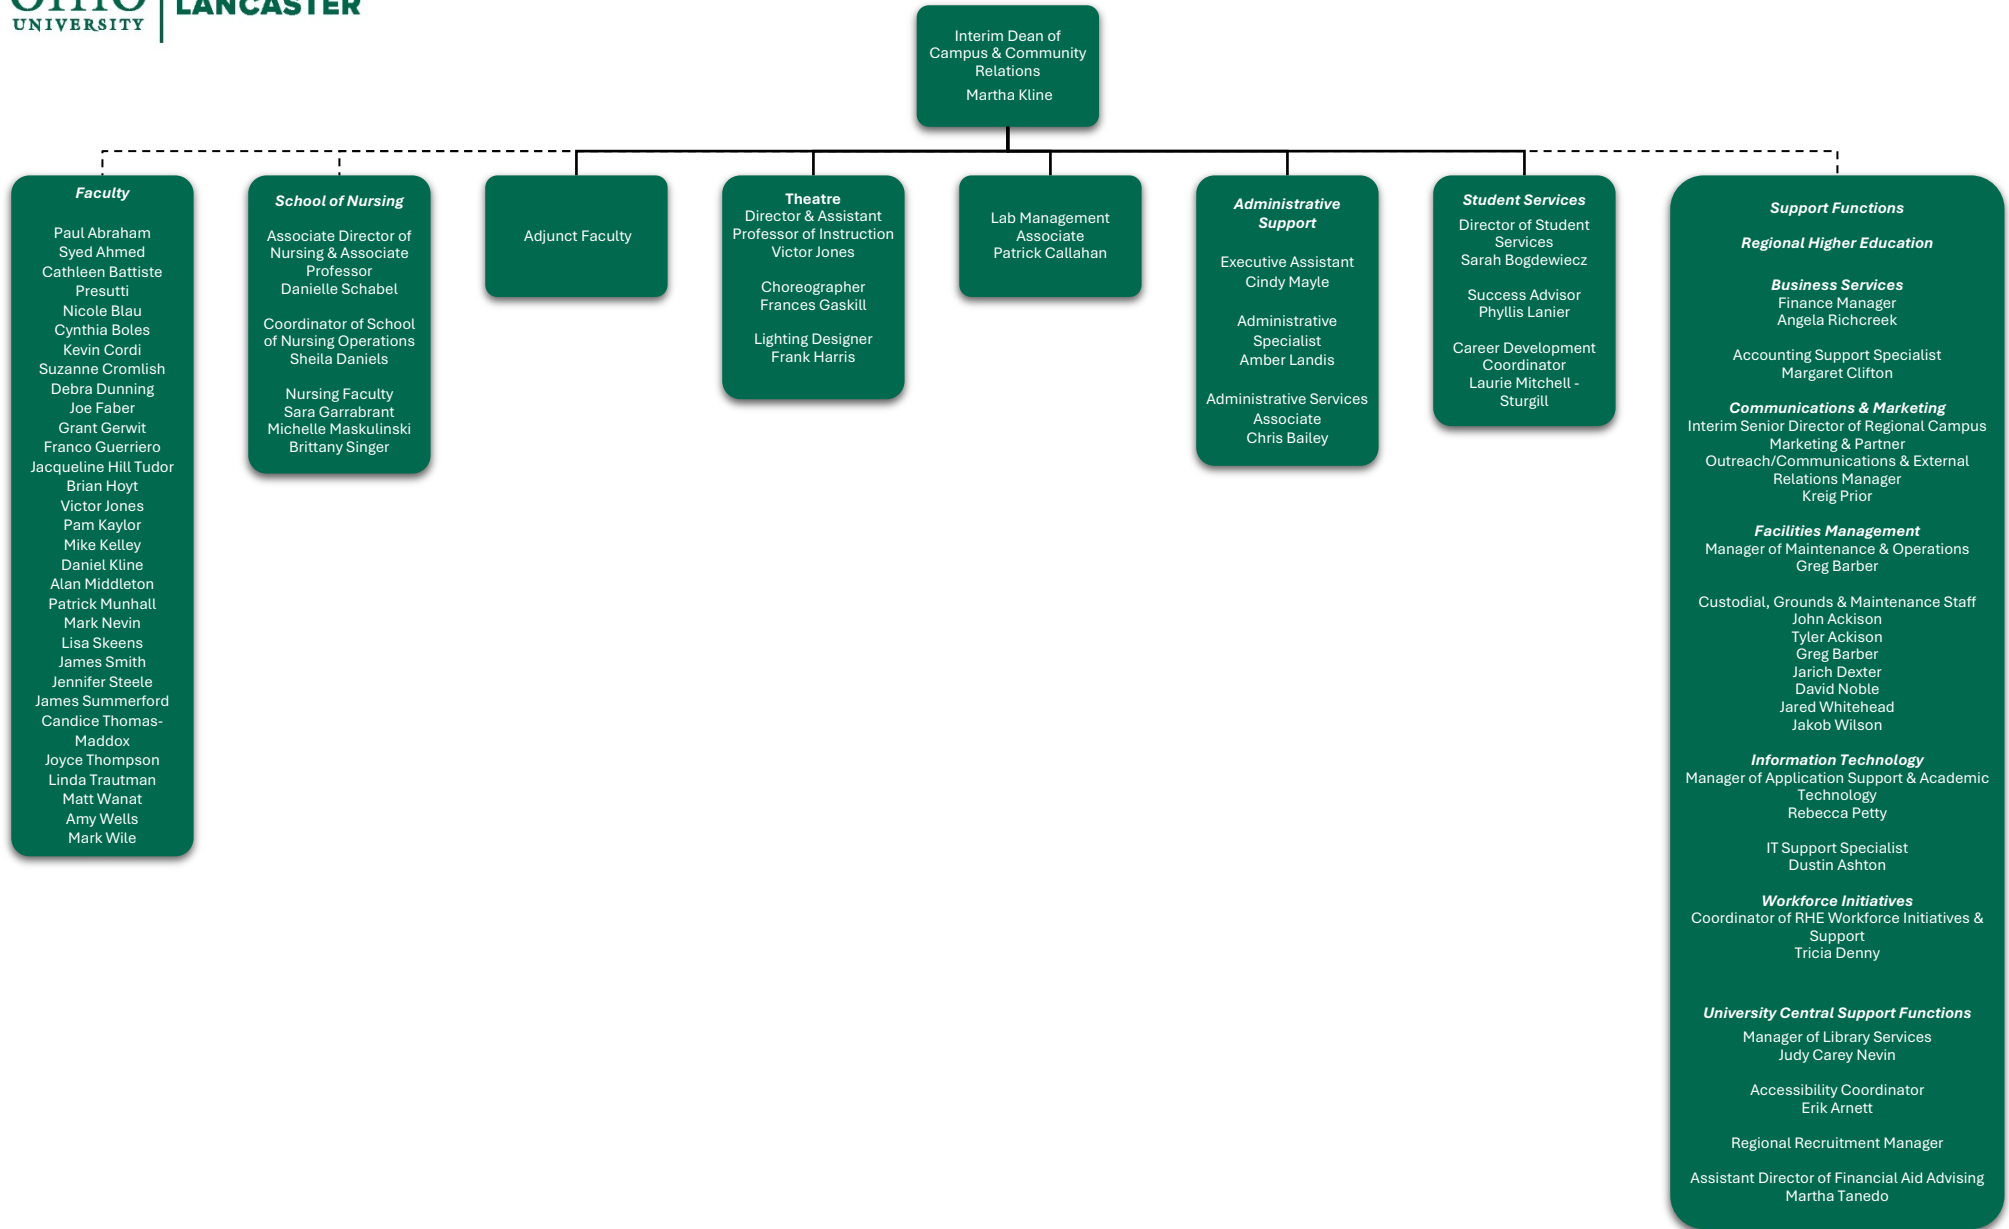 OHIO
UNIVERSITY
LANCASTER
Interim Dean of
Campus & Community
Relations
Martha Kline
Faculty
Paul Abraham
Syed Ahmed
Cathleen Battiste
Presutti
Nicole Blau
Cynthia Boles
Kevin Cordi
Suzanne Cromlish
Debra Dunning
Joe Faber
Grant Gerwit
Franco Guerriero
Jacqueline Hill Tudor
Brian Hoyt
Victor Jones
Pam Kaylor
Mike Kelley
Daniel Kline
Alan Middleton
Patrick Munhall
Mark Nevin
Lisa Skeens
James Smith
Jennifer Steele
James Summerford
Candice Thomas-
Maddox
Joyce Thompson
Linda Trautman
Matt Wanat
Amy Wells
Mark Wile
School of Nursing
Associate Director of
Nursing & Associate
Professor
Danielle Schabel
Coordinator of School
of Nursing Operations
Sheila Daniels
Nursing Faculty
Sara Garrabrant
Michelle Maskulinski
Brittany Singer
Adjunct Faculty
Theatre
Director & Assistant
Professor of Instruction
Victor Jones
Choreographer
Frances Gaskill
Lighting Designer
Frank Harris
Lab Management
Associate
Patrick Callahan
Administrative
Support
Executive Assistant
Cindy Mayle
Administrative
Specialist
Amber Landis
Administrative Services
Associate
Chris Bailey
Student Services
Director of Student
Services
Sarah Bogdewiecz
Success Advisor
Phyllis Lanier
Career Development
Coordinator
Laurie Mitchell -
Sturgill
Support Functions
Regional Higher Education
Business Services
Finance Manager
Angela Richcreek
Accounting Support Specialist
Margaret Clifton
Communications & Marketing
Interim Senior Director of Regional Campus
Marketing & Partner
Outreach/Communications & External
Relations Manager
Kreig Prior
Facilities Management
Manager of Maintenance & Operations
Greg Barber
Custodial, Grounds & Maintenance Staff
John Ackison
Tyler Ackison
Greg Barber
Jarich Dexter
David Noble
Jared Whitehead
Jakob Wilson
Information Technology
Manager of Application Support & Academic
Technology
Rebecca Petty
IT Support Specialist
Dustin Ashton
Workforce Initiatives
Coordinator of RHE Workforce Initiatives &
Support
Tricia Denny
University Central Support Functions
Manager of Library Services
Judy Carey Nevin
Accessibility Coordinator
Erik Arnett
Regional Recruitment Manager
Assistant Director of Financial Aid Advising
Martha Tanedo